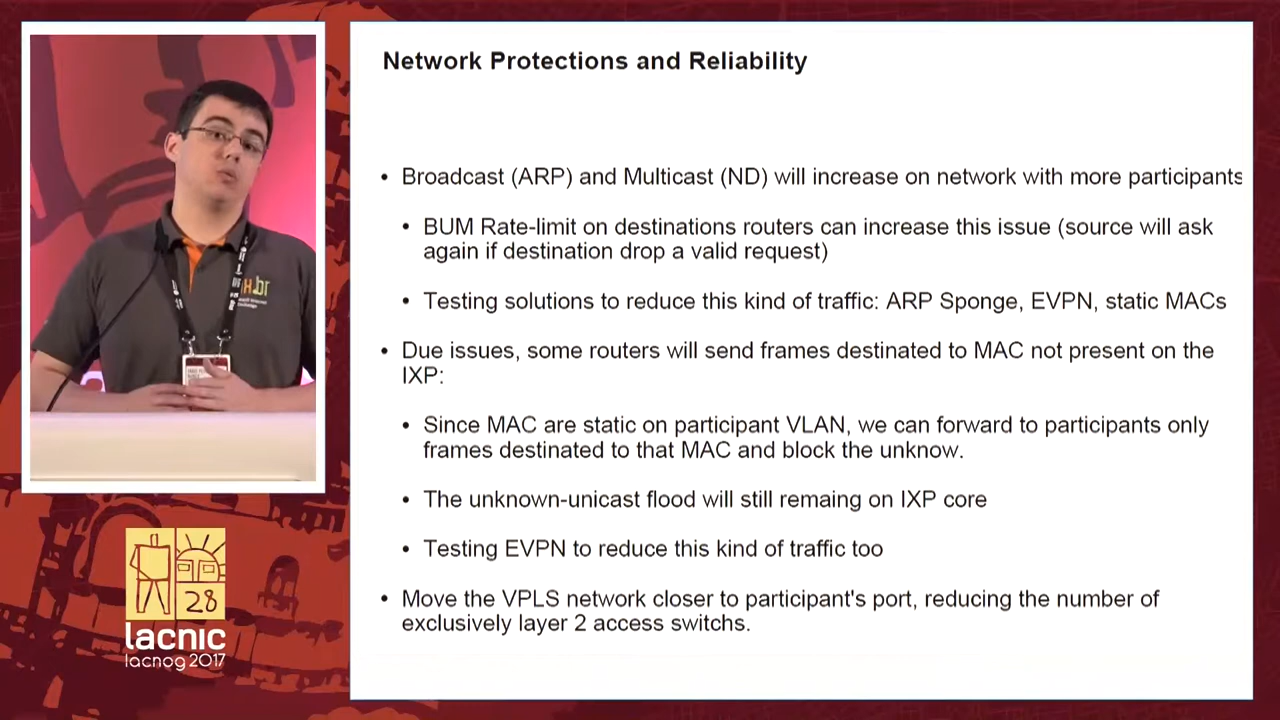 Network Protections and Reliability
• Broadcast (ARP) and Multicast (ND) will increase on network with more participants
• BUM Rate-limit on destinations routers can increase this issue (source will ask
again if destination drop a valid request)
• Testing solutions to reduce this kind of traffic: ARP Sponge, EVPN, static MACs
• Due issues, some routers will send frames destinated to MAC not present on the
IXP:
• Since MAC are static on participant VLAN, we can forward to participants only
frames destinated to that MAC and block the unknow.
• The unknown-unicast flood will still remaing on IXP core
• Testing EVPN to reduce this kind of traffic too
• Move the VPLS network closer to participant's port, reducing the number of
exclusively layer 2 access switchs.
.br
28
lacnic
lacnog 2017